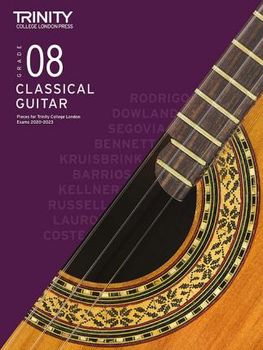 TRINITY
COLLEGE LONDON PRESS
GRADE
08
CLASSICAL
GUITAR
Pieces for Trinity College London
Exams 2020-2023
RODRIGO
DOWLAND
SEGOVIA
BENNETT
KRUISBRINK
BARRIOS
KELLNER
RUSSELL
LAURO
COSTE